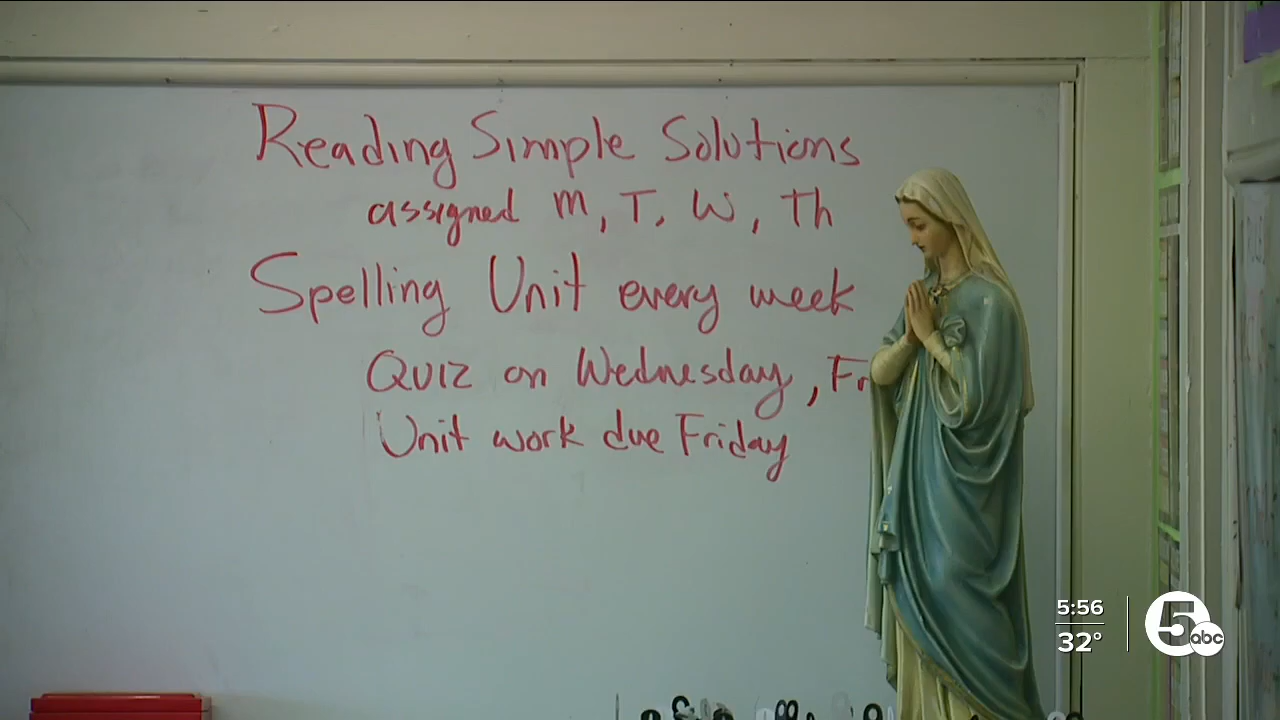 Reading Simple Solutions
assigned M, T, W, Th
Spelling Unit every week
Quiz on Wednesday, Fr
Unit work due Friday
5:56
32°
5
abc